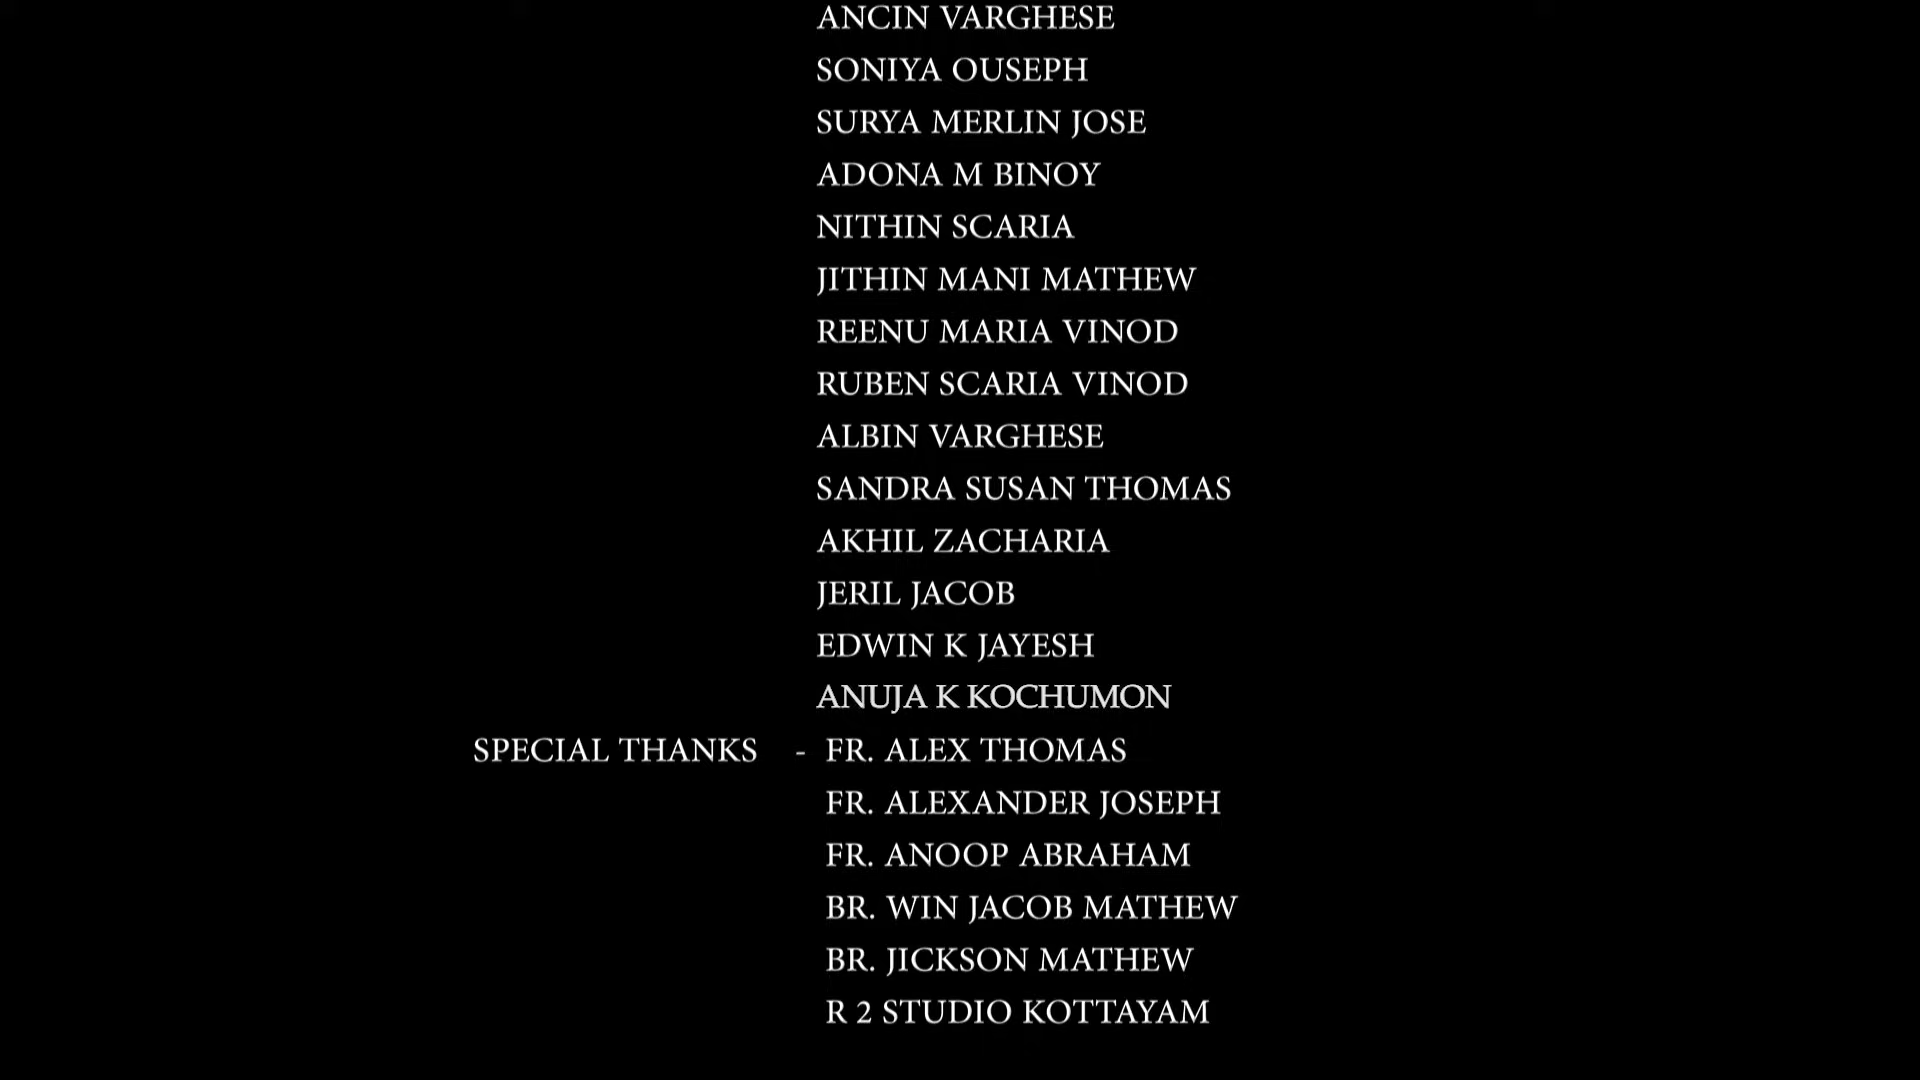 ANCIN VARGHESE
SONIYA OUSEPH
SURYA MERLIN JOSE
ADONA M BINOY
NITHIN SCARIA
JITHIN MANI MATHEW
REENU MARIA VINOD
RUBEN SCARIA VINOD
ALBIN VARGHESE
SANDRA SUSAN THOMAS
AKHIL ZACHARIA
JERIL JACOB
EDWIN K JAYESH
ANUJA K KOCHUMON
SPECIAL THANKS - FR. ALEX THOMAS
FR. ALEXANDER JOSEPH
FR. ANOOP ABRAHAM
BR. WIN JACOB MATHEW
BR. JICKSON MATHEW
R 2 STUDIO KOTTAYAM